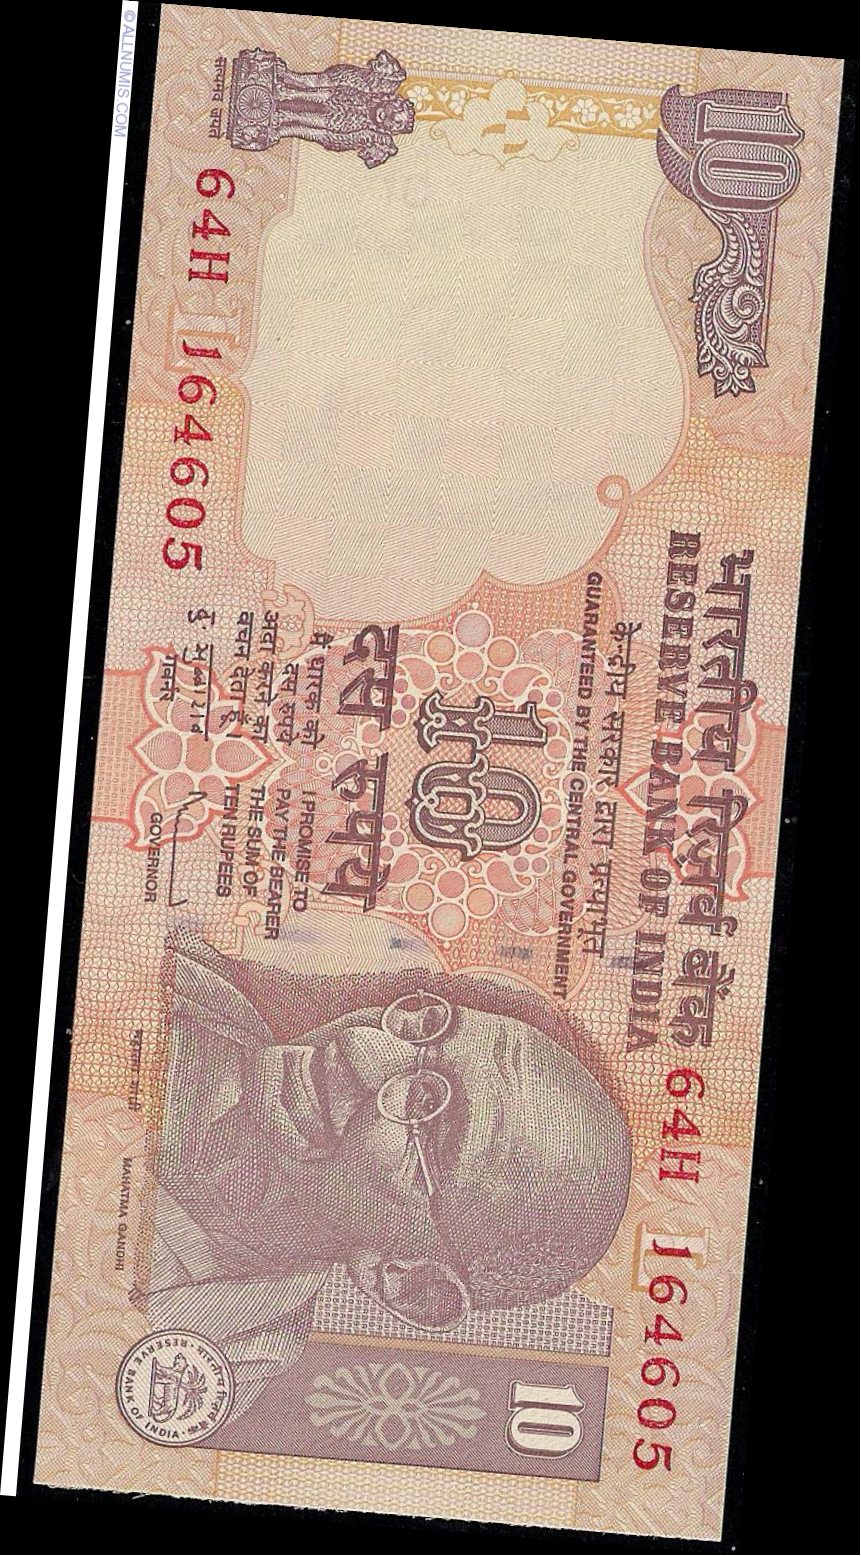 भारतीय रिज़र्व बैंक
RESERVE BANK OF INDIA
केन्द्रीय सरकार द्वारा प्रत्याभूत
GUARANTEED BY THE CENTRAL GOVERNMENT
10
10
दस रुपये
मैं धारक को
दस रुपये
अदा करने का
वचन देता हूँ।
I PROMISE TO
PAY THE BEARER
THE SUM OF
TEN RUPEES
गवर्नर
GOVERNOR
64H 164605
64H 164605
सत्यमेव जयते
महात्मा गांधी
MAHATMA GANDHI
10
भारतीय रिज़र्व बैंक
RESERVE BANK OF INDIA
© ALLNUMIS.COM